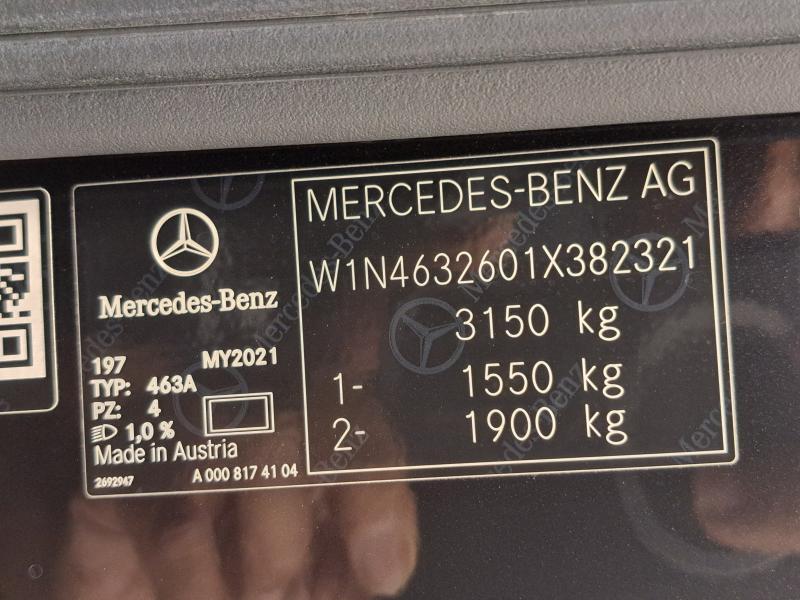 Mercedes-Benz
197 MY2021
TYP: 463A
PZ: 4
1,0 %
Made in Austria
2692947 A 000 817 41 04
MERCEDES-BENZ AG
W1N4632601X382321
3150 kg
1- 1550 kg
2- 1900 kg